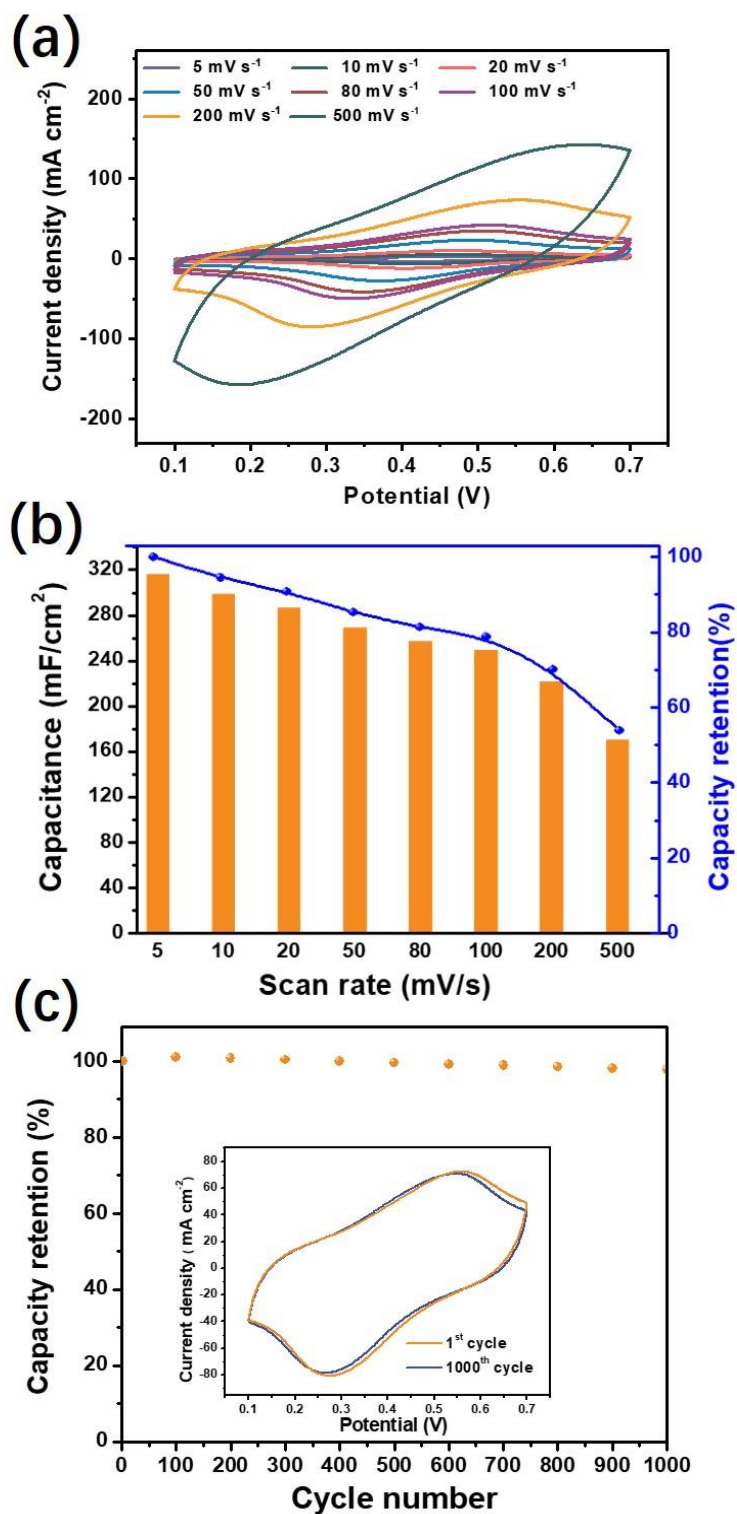 (a)
5 mV s⁻¹ 10 mV s⁻¹ 20 mV s⁻¹
50 mV s⁻¹ 80 mV s⁻¹ 100 mV s⁻¹
200 mV s⁻¹ 500 mV s⁻¹
Current density (mA cm⁻²)
200
100
0
-100
-200
0.1 0.2 0.3 0.4 0.5 0.6 0.7
Potential (V)
(b)
Capacitance (mF/cm²)
320
280
240
200
160
120
80
40
0
100
80
60
40
20
0
Capacity retention(%)
5 10 20 50 80 100 200 500
Scan rate (mV/s)
(c)
Capacity retention (%)
100
80
60
40
20
0
Current density ( mA cm⁻²)
80
60
40
20
0
-20
-40
-60
-80
1st cycle
1000th cycle
0.1 0.2 0.3 0.4 0.5 0.6 0.7
Potential (V)
0 100 200 300 400 500 600 700 800 900 1000
Cycle number